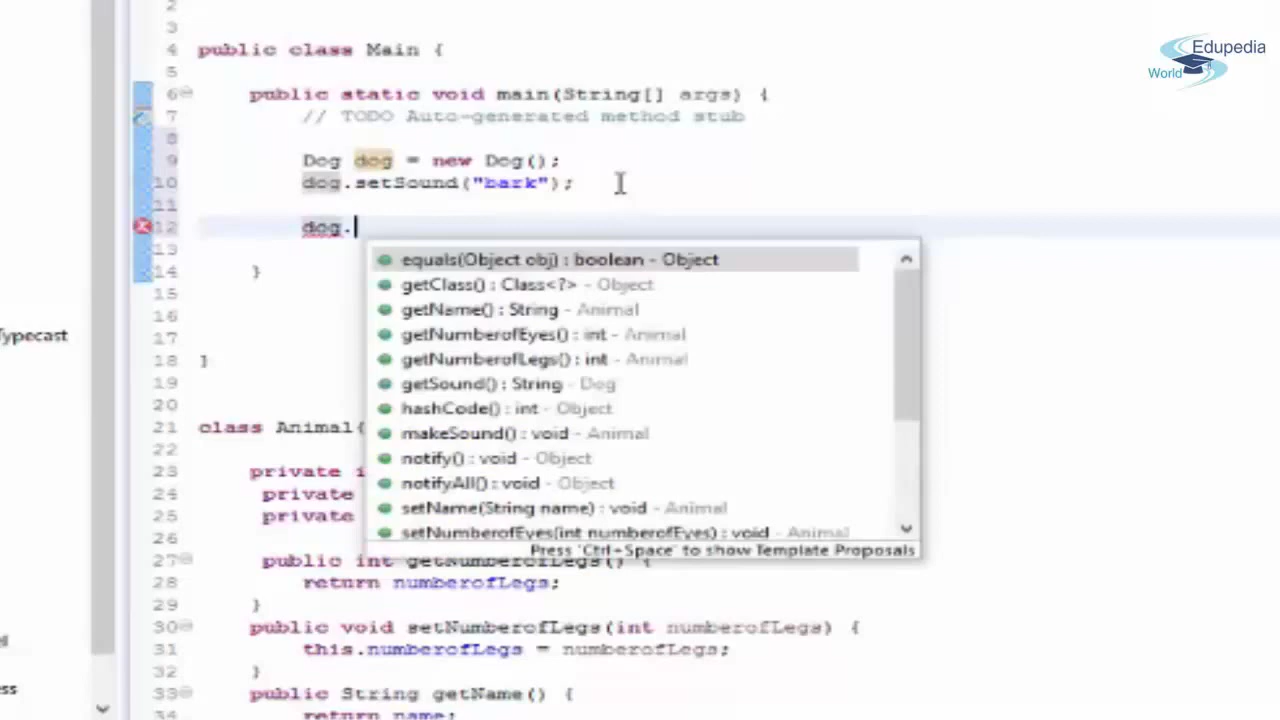 2
3
4 public class Main {
5
6 public static void main(String[] args) {
7 // TODO Auto-generated method stub
8
9 Dog dog = new Dog();
10 dog.setSound("bark");
11
12 dog.
13
14 }
15
16
17
18 }
19
20
21 class Animal{
22
23 private i
24 private
25 private
26
27 public int getNumberofLegs() {
28 return numberofLegs;
29 }
30 public void setNumberofLegs(int numberofLegs) {
31 this.numberofLegs = numberofLegs;
32 }
33 public String getName() {
34 return name;
equals(Object obj) : boolean - Object
getClass() : Class<?> - Object
getName() : String - Animal
getNumberofEyes() : int - Animal
getNumberofLegs() : int - Animal
getSound() : String - Dog
hashCode() : int - Object
makeSound() : void - Animal
notify() : void - Object
notifyAll() : void - Object
setName(String name) : void - Animal
setNumberofEyes(int numberofEyes) : void - Animal
Press 'Ctrl+Space' to show Template Proposals
Typecast
ss
Edupedia
World